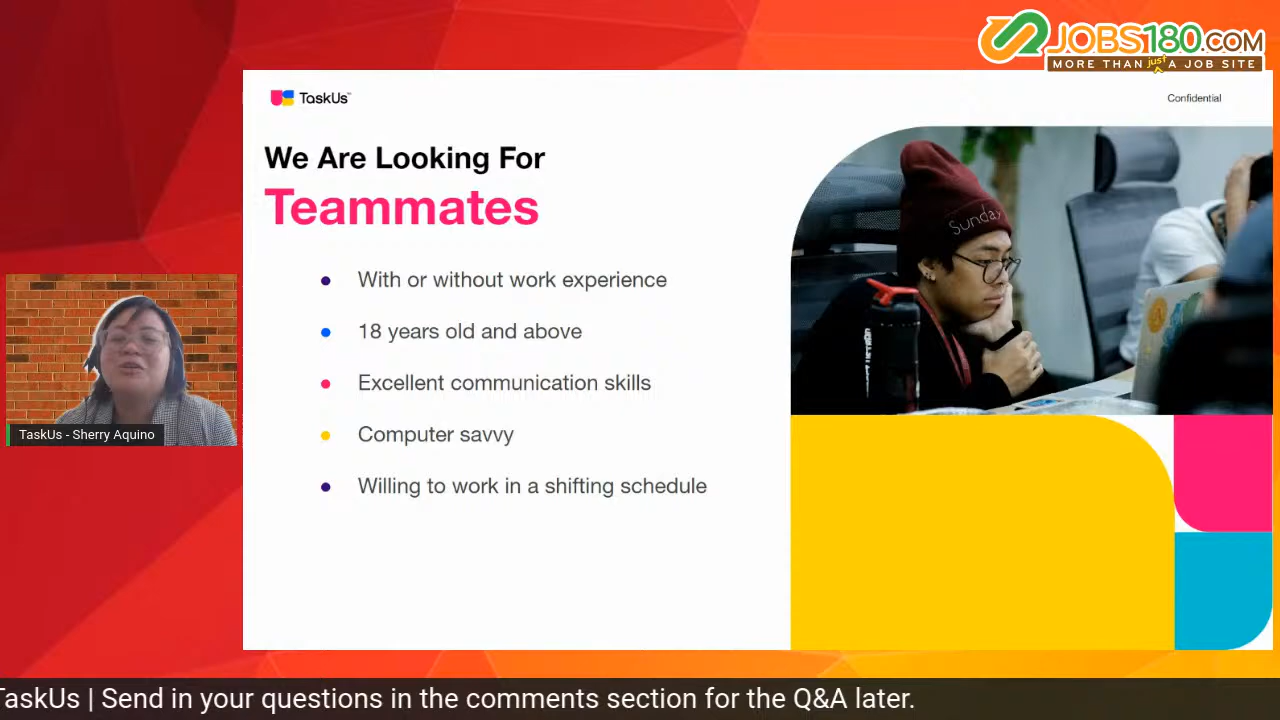 JOBS180.COM
MORE THAN just A JOB SITE
TaskUs
Confidential
We Are Looking For
Teammates
Sunday
With or without work experience
18 years old and above
Excellent communication skills
Computer savvy
Willing to work in a shifting schedule
TaskUs - Sherry Aquino
TaskUs | Send in your questions in the comments section for the Q&A later.